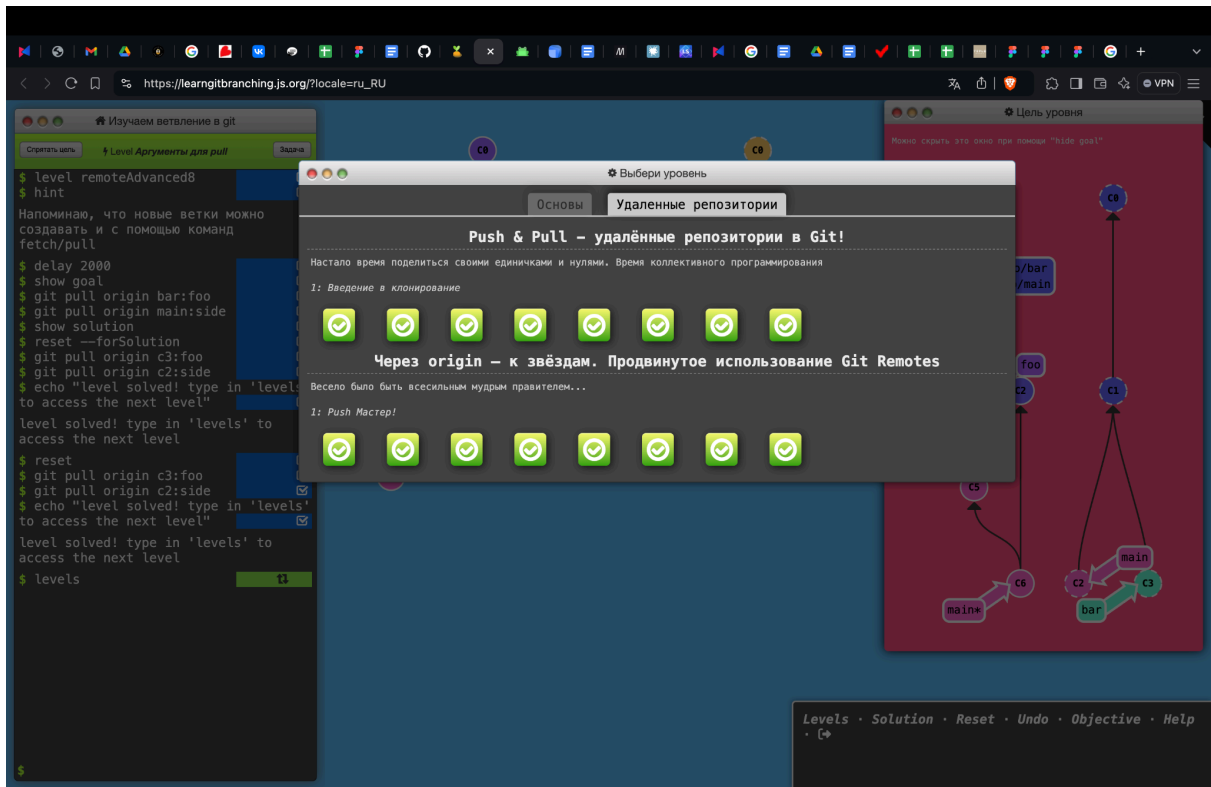 https://learngitbranching.js.org/?locale=ru_RU
VPN
Изучаем ветвление в git
Спрятать цель
Level Аргументы для pull
Задача
$ level remoteAdvanced8
$ hint
Напоминаю, что новые ветки можно
создавать и с помощью команд
fetch/pull
$ delay 2000
$ show goal
$ git pull origin bar:foo
$ git pull origin main:side
$ show solution
$ reset --forSolution
$ git pull origin c3:foo
$ git pull origin c2:side
$ echo "level solved! type in 'levels'
to access the next level"
level solved! type in 'levels' to
access the next level
$ reset
$ git pull origin c3:foo
$ git pull origin c2:side
$ echo "level solved! type in 'levels'
to access the next level"
level solved! type in 'levels' to
access the next level
$ levels
$
C0
C0
Выбери уровень
Основы
Удаленные репозитории
Push & Pull – удалённые репозитории в Git!
Настало время поделиться своими единичками и нулями. Время коллективного программирования
1: Введение в клонирование
Через origin – к звёздам. Продвинутое использование Git Remotes
Весело было быть всесильным мудрым правителем...
1: Push Мастер!
Цель уровня
Можно скрыть это окно при помощи "hide goal"
C0
o/bar
/main
foo
C2
C1
C5
main
C6
C2
C3
main*
bar
Levels · Solution · Reset · Undo · Objective · Help
·